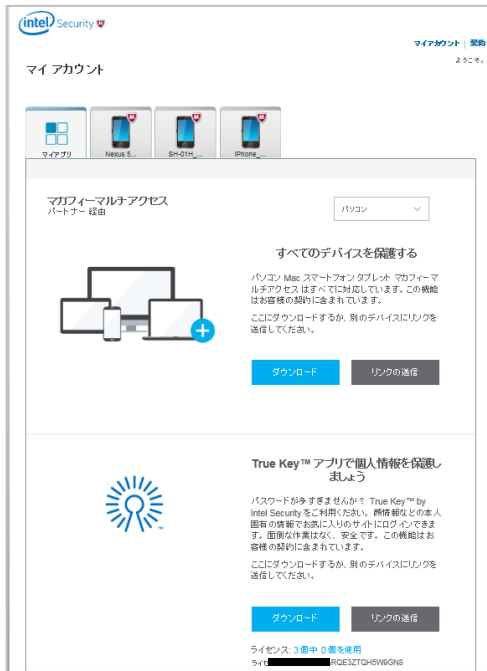 intel Security
マイアカウント | 契約
ようこそ。
マイ アカウント
マイアプリ
Nexus 5...
SH-01H_...
iPhone_...
マカフィーマルチアクセス
パートナー 経由
パソコン
すべてのデバイスを保護する
パソコン Mac スマートフォン タブレット マカフィーマ
ルチアクセス はすべてに対応しています。この機能
はお客様の契約に含まれています。
ここにダウンロードするか、別のデバイスにリンクを
送信してください。
ダウンロード
リンクの送信
True Key™ アプリで個人情報を保護し
ましょう
パスワードが多すぎませんか？ True Key™ by
Intel Security をご利用ください。顔情報などの本人
固有の情報でお気に入りのサイトにログインできま
す。面倒な作業はなく、安全です。この機能はお
客様の契約に含まれています。
ここにダウンロードするか、別のデバイスにリンクを
送信してください。
ダウンロード
リンクの送信
ライセンス: 3 個中 0 個を使用
ライセ
RQE3ZTQH5W9GN8